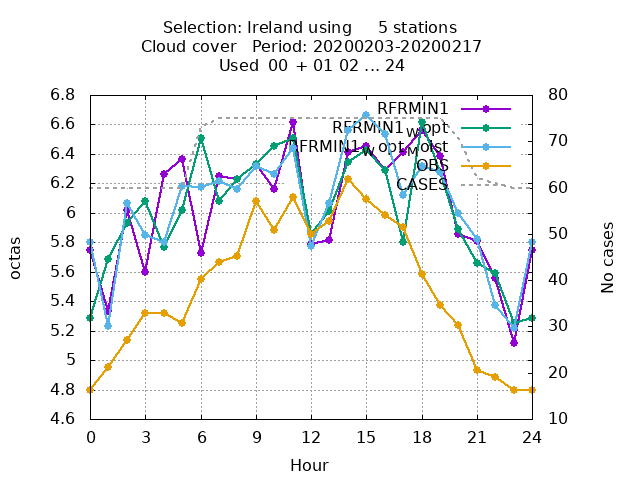 Selection: Ireland using     5 stations
Cloud cover   Period: 20200203-20200217
Used  00  + 01 02 ... 24
6.8
6.6
6.4
6.2
6
5.8
5.6
5.4
5.2
5
4.8
4.6
80
70
60
50
40
30
20
10
0
3
6
9
12
15
18
21
24
octas
No cases
Hour
RFRMIN1
RFRMIN1wopt
RFRMIN1woptMoist
OBS
CASES